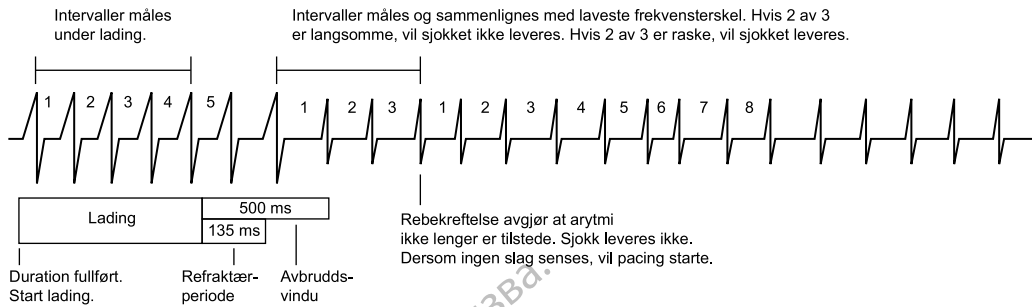 Intervaller måles
under lading.
Intervaller måles og sammenlignes med laveste frekvensterskel. Hvis 2 av 3
er langsomme, vil sjokket ikke leveres. Hvis 2 av 3 er raske, vil sjokket leveres.
1 2 3 4 5 1 2 3 1 2 3 4 5 6 7 8
Lading
500 ms
135 ms
Duration fullført.
Start lading.
Refraktær-
periode
Avbrudds-
vindu
Rebekreftelse avgjør at arytmi
ikke lenger er tilstede. Sjokk leveres ikke.
Dersom ingen slag senses, vil pacing starte.